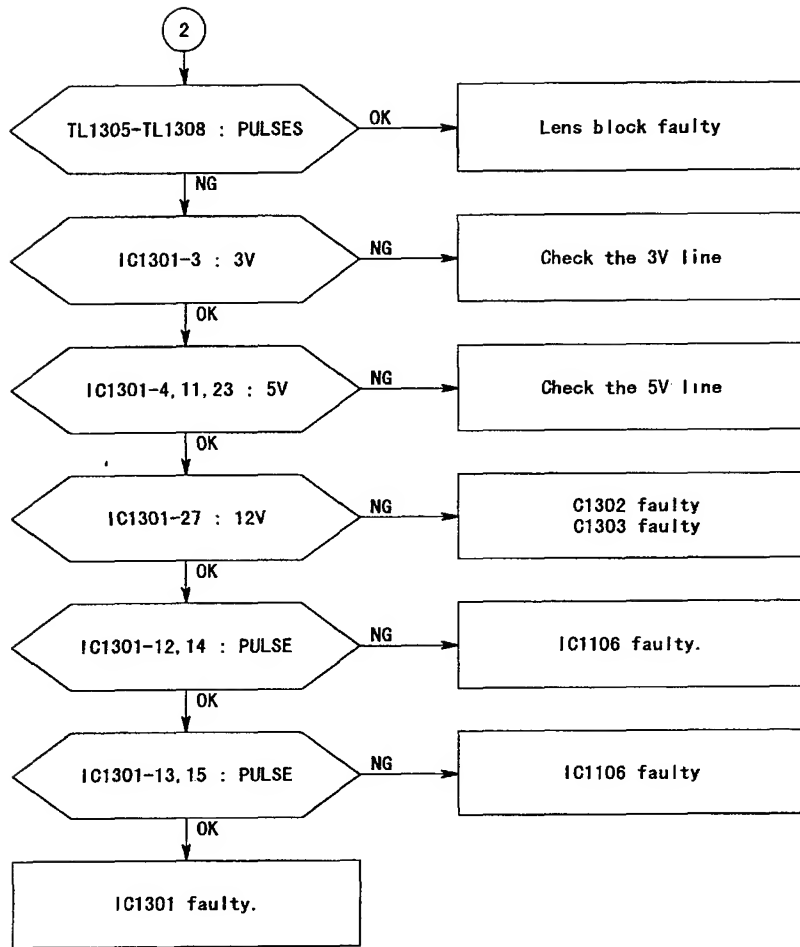 2
TL1305-TL1308 : PULSES
OK
Lens block faulty
NG
IC1301-3 : 3V
NG
Check the 3V line
OK
IC1301-4, 11, 23 : 5V
NG
Check the 5V line
OK
IC1301-27 : 12V
NG
C1302 faulty
C1303 faulty
OK
IC1301-12, 14 : PULSE
NG
IC1106 faulty.
OK
IC1301-13, 15 : PULSE
NG
IC1106 faulty
OK
IC1301 faulty.